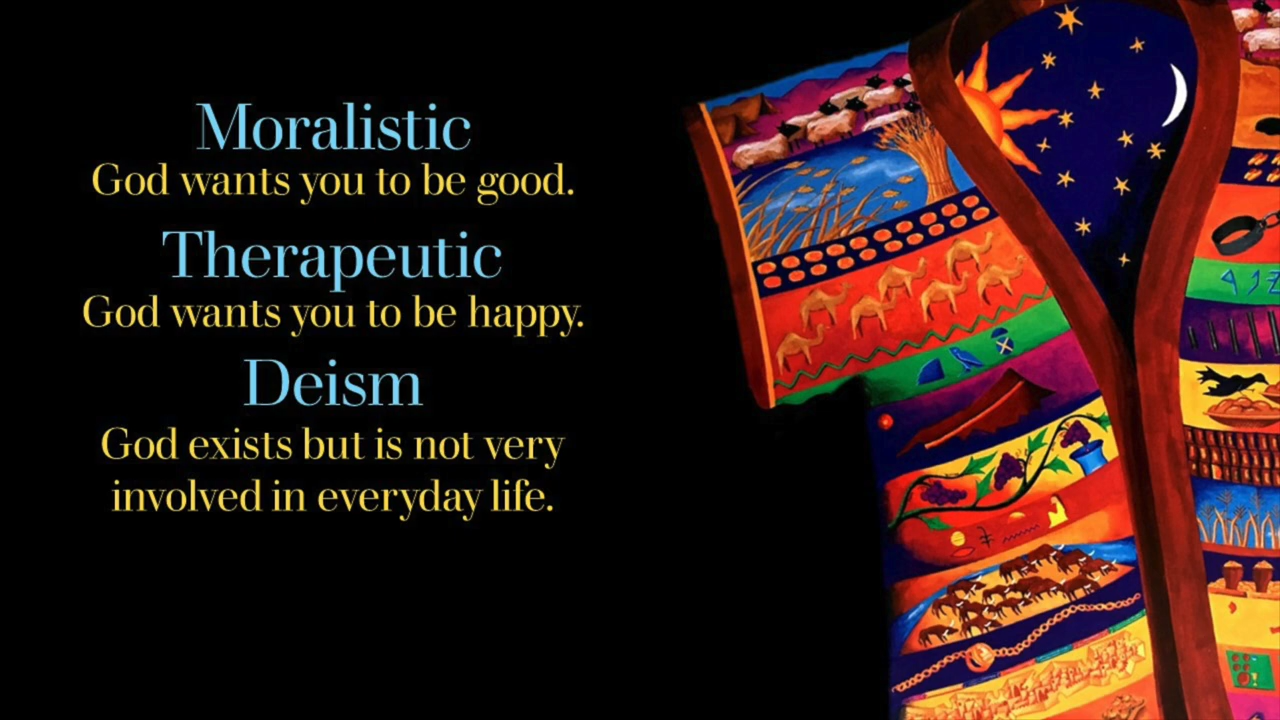 Moralistic
God wants you to be good.
Therapeutic
God wants you to be happy.
Deism
God exists but is not very
involved in everyday life.